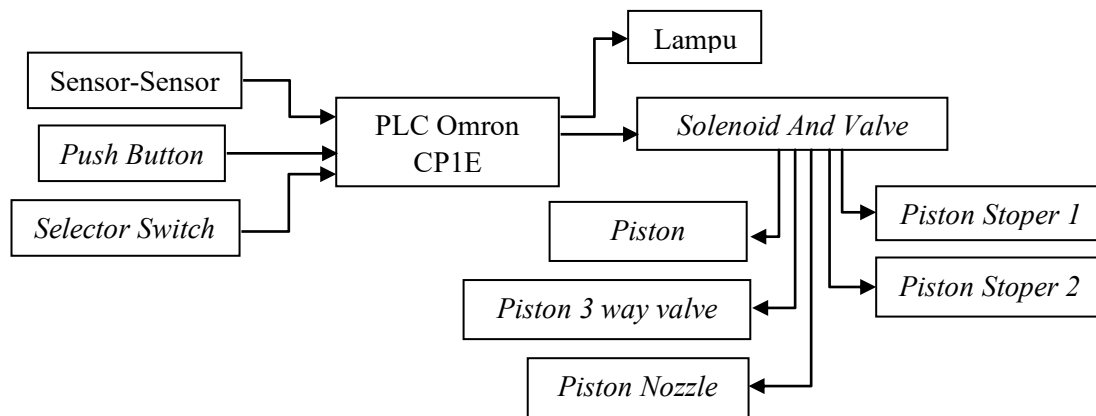 Lampu
Sensor-Sensor
PLC Omron
CP1E
Solenoid And Valve
Push Button
Selector Switch
Piston
Piston Stoper 1
Piston 3 way valve
Piston Stoper 2
Piston Nozzle